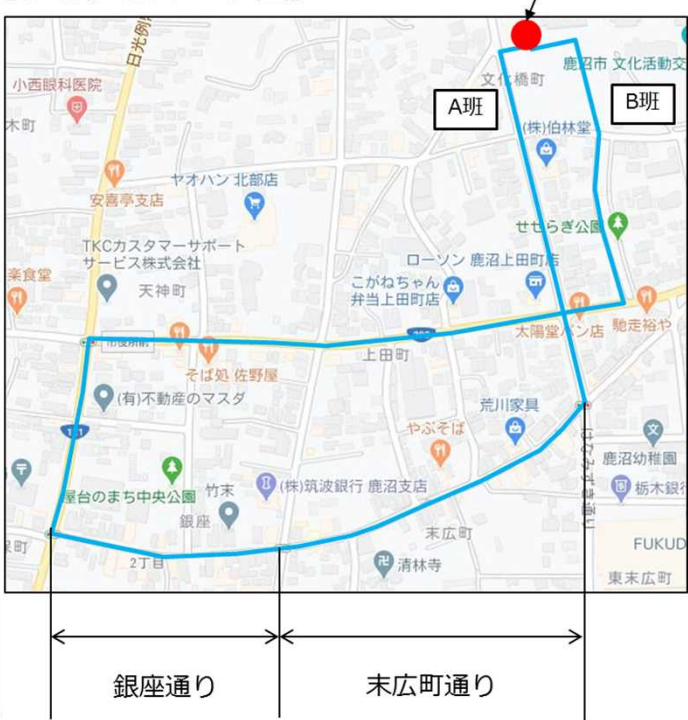 日光例
小西眼科医院
文化橋町
鹿沼市 文化活動交
A班
B班
木町
(株)伯林堂
安喜亭支店
ヤオハン 北部店
せせらぎ公園
TKCカスタマーサポート
サービス株式会社
ローソン 鹿沼上田町店
楽食堂
天神町
こがねちゃん
弁当上田町店
市役所前
太陽堂パン店
馳走裕や
上田町
そば処 佐野屋
(有)不動産のマスダ
荒川家具
やぶそば
はなみずき通り
鹿沼幼稚園
屋台のまち中央公園
竹末
(株)筑波銀行 鹿沼支店
栃木銀行
銀座
末広町
2丁目
清林寺
FUKUD
東末広町
銀座通り
末広町通り